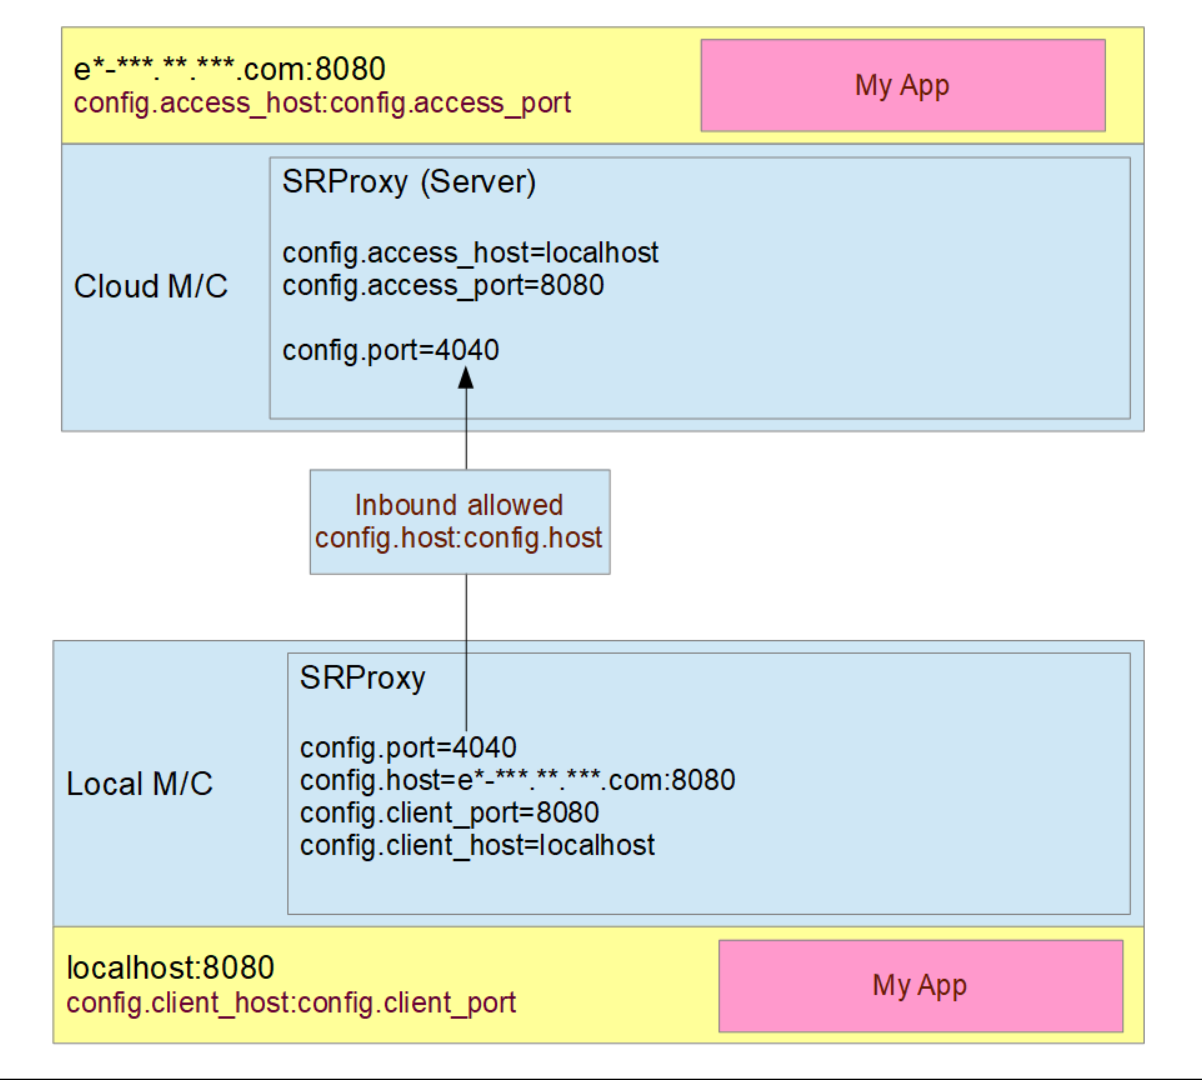 e*-***.**.***.com:8080
config.access_host:config.access_port
My App
SRProxy (Server)
config.access_host=localhost
config.access_port=8080
Cloud M/C
config.port=4040
Inbound allowed
config.host:config.host
SRProxy
config.port=4040
config.host=e*-***.**.***.com:8080
config.client_port=8080
config.client_host=localhost
Local M/C
localhost:8080
config.client_host:config.client_port
My App